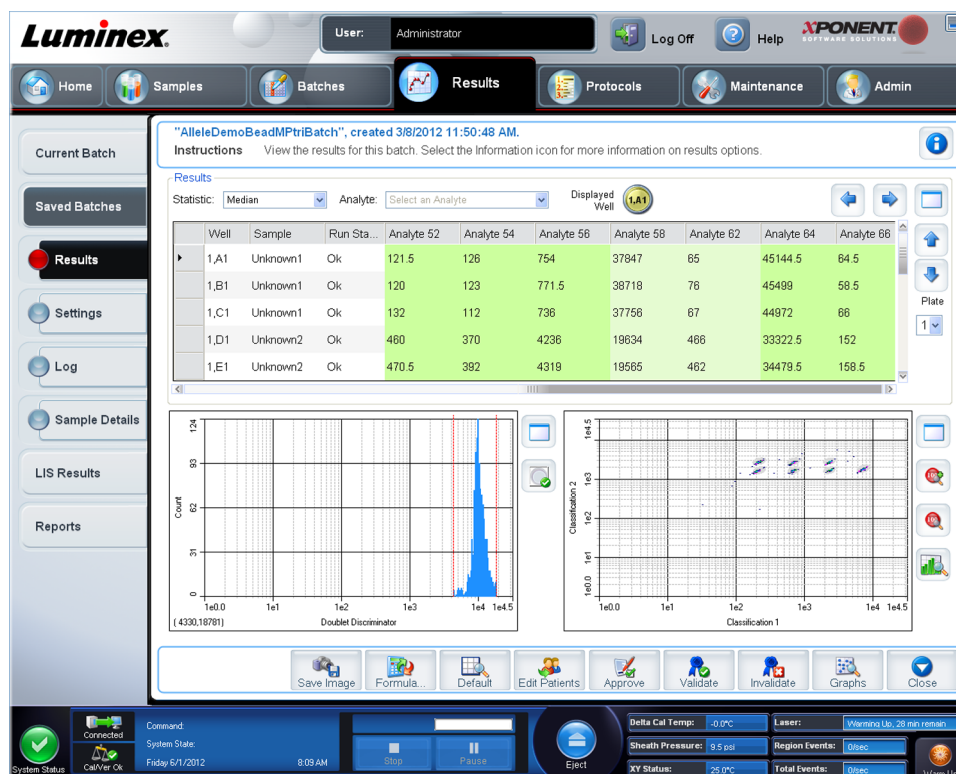 Luminex.
User: Administrator
Log Off
Help
XPONENT.
SOFTWARE SOLUTIONS
Home
Samples
Batches
Results
Protocols
Maintenance
Admin
Current Batch
Saved Batches
Results
Settings
Log
Sample Details
LIS Results
Reports
"AlleleDemoBeadMPtriBatch", created 3/8/2012 11:50:48 AM.
Instructions View the results for this batch. Select the Information icon for more information on results options.
Results
Statistic: Median Analyte: Select an Analyte Displayed Well 1,A1
Well Sample Run Sta... Analyte 52 Analyte 54 Analyte 56 Analyte 58 Analyte 62 Analyte 64 Analyte 66
1,A1 Unknown1 Ok 121.5 126 754 37847 65 45144.5 64.5
1,B1 Unknown1 Ok 120 123 771.5 38718 76 45499 58.5
1,C1 Unknown1 Ok 132 112 736 37756 67 44972 66
1,D1 Unknown2 Ok 460 370 4236 19634 466 33322.5 152
1,E1 Unknown2 Ok 470.5 392 4319 19565 462 34479.5 158.5
Plate
1
Count
124
93
62
31
0
1e0.0 1e1 1e2 1e3 1e4 1e4.5
(4330,18781) Doublet Discriminator
Classification 2
1e4.5
1e3
1e2
1e1
1e0.0
1e0.0 1e1 1e2 1e3 1e4 1e4.5
Classification 1
100
100
Save Image
Formula...
Default
Edit Patients
Approve
Validate
Invalidate
Graphs
Close
System Status
Connected
Cal/Ver Ok
Command:
System State:
Friday 6/1/2012 8:09 AM
Stop
Pause
Eject
Delta Cal Temp: -0.0°C
Sheath Pressure: 9.5 psi
XY Status: 25.0°C
Laser: Warming Up, 28 min remain
Region Events: 0/sec
Total Events: 0/sec